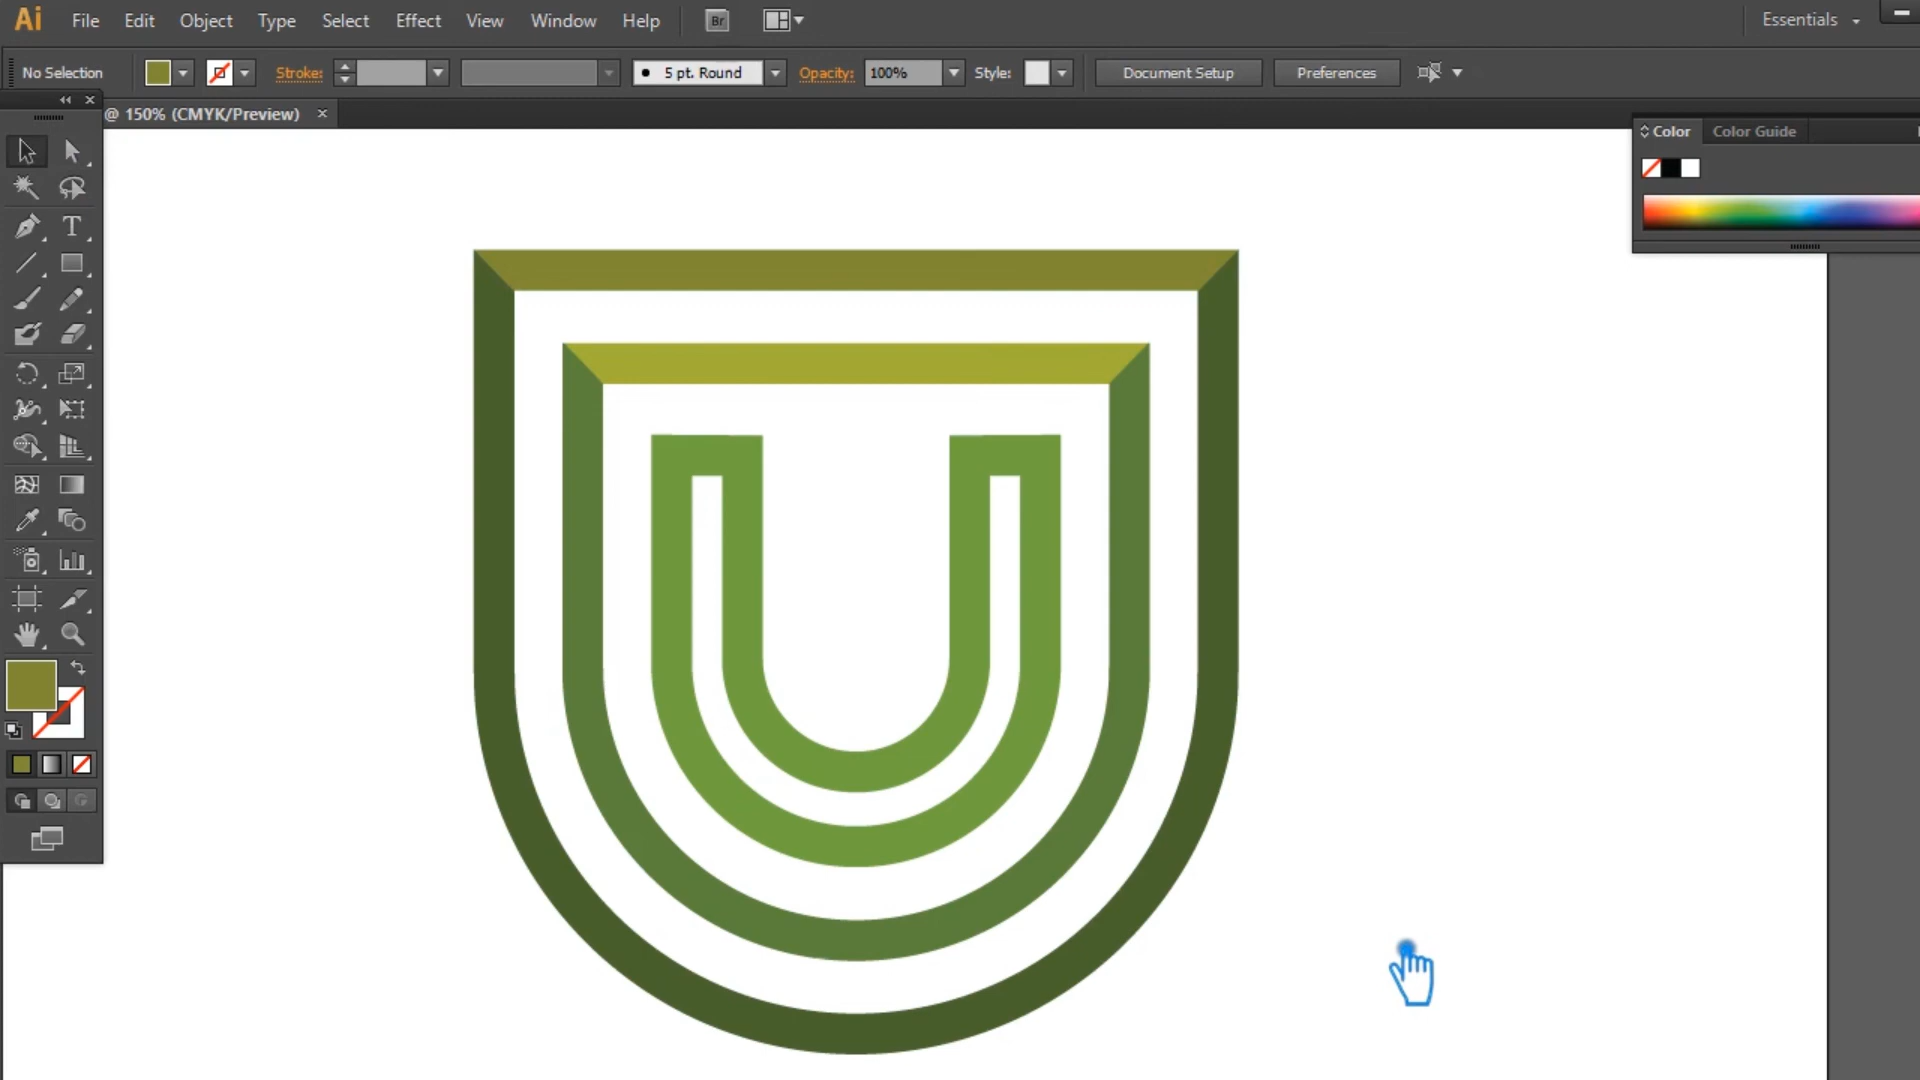 Ai File Edit Object Type Select Effect View Window Help Br Essentials
No Selection Stroke: 5 pt. Round Opacity: 100% Style: Document Setup Preferences
@ 150% (CMYK/Preview)
Color Color Guide
T